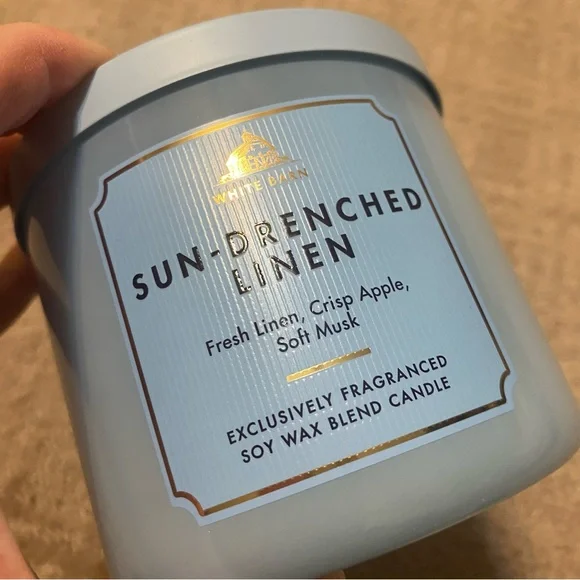 WHITE BARN
SUN-DRENCHED
LINEN
Fresh Linen, Crisp Apple,
Soft Musk
EXCLUSIVELY FRAGRANCED
SOY WAX BLEND CANDLE